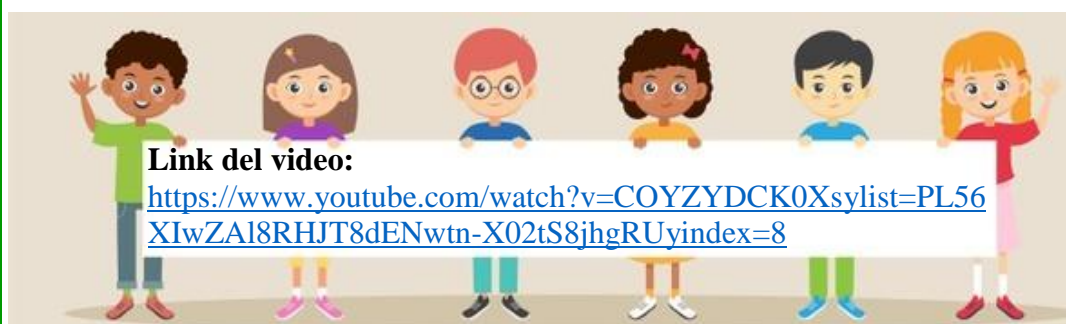 Link del video:
https://www.youtube.com/watch?v=COYZYDCK0Xsylist=PL56
XIwZAl8RHJT8dENwtn-X02tS8jhgRUyindex=8